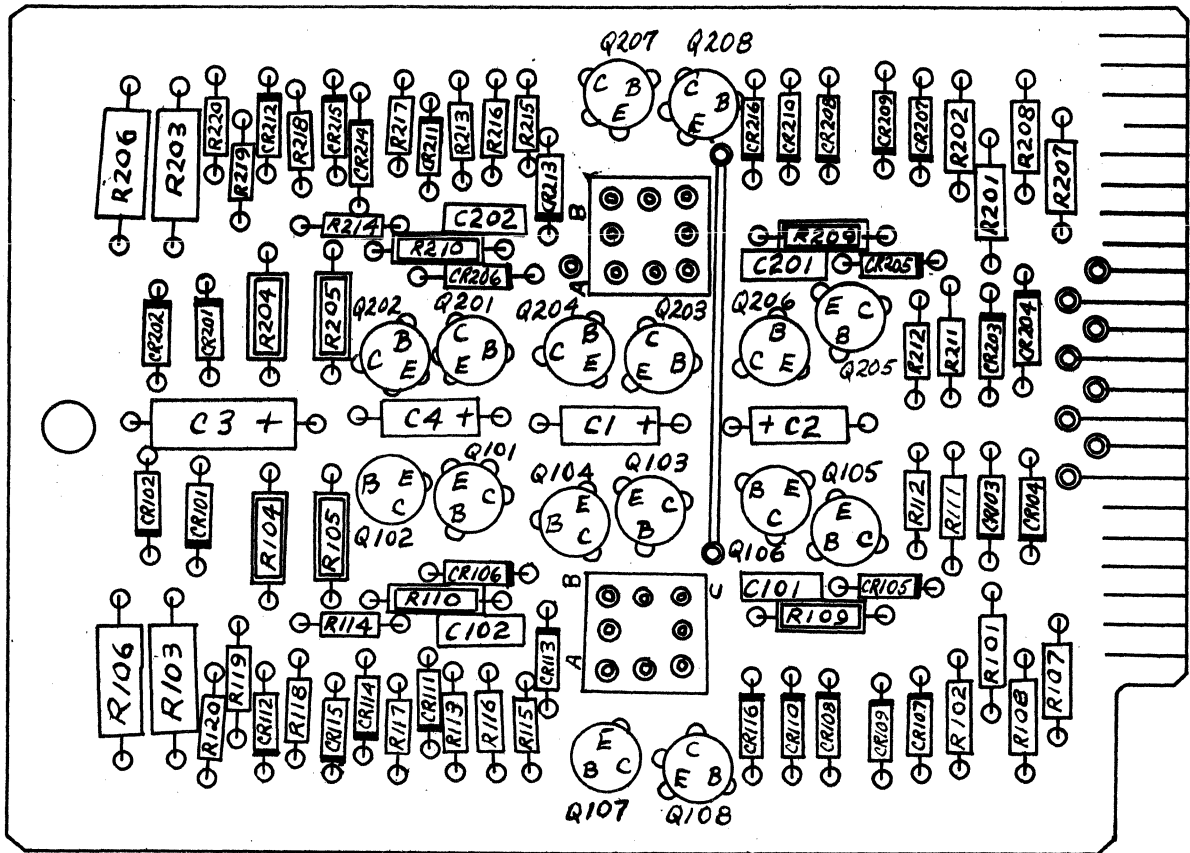 Q207 Q208
C B E
C B E
R206 R203 R220 R219 CR212 R218 CR215 CR214 R217 CR211 R213 R216 R215 CR213
CR216 CR210 CR208 CR209 CR207 R202 R201 R208 R207
R214 C202 B
R210 R209
CR206 A C201 CR205
CR202 CR201 R204 R205
Q202 Q201 Q204 Q203 Q206 Q205
C B E
C B E
C B E
C B E
B C E
E C B
R212 R211 CR203 CR204
C3 + C4 + C1 + + C2
Q101 Q104 Q103 Q105
CR102 CR101 R104 R105
B E C
E C B
E B C
E C B
B E C
E B C
R112 R111 CR103 CR104
Q102 Q106
CR106 B U C101 CR105
R110 R109
R114 C102 A
R106 R103 R120 R119 CR112 R118 CR115 CR114 R117 CR111 R113 R116 R115 CR113
CR116 CR110 CR108 CR109 CR107 R102 R101 R108 R107
E B C
C E B
Q107 Q108